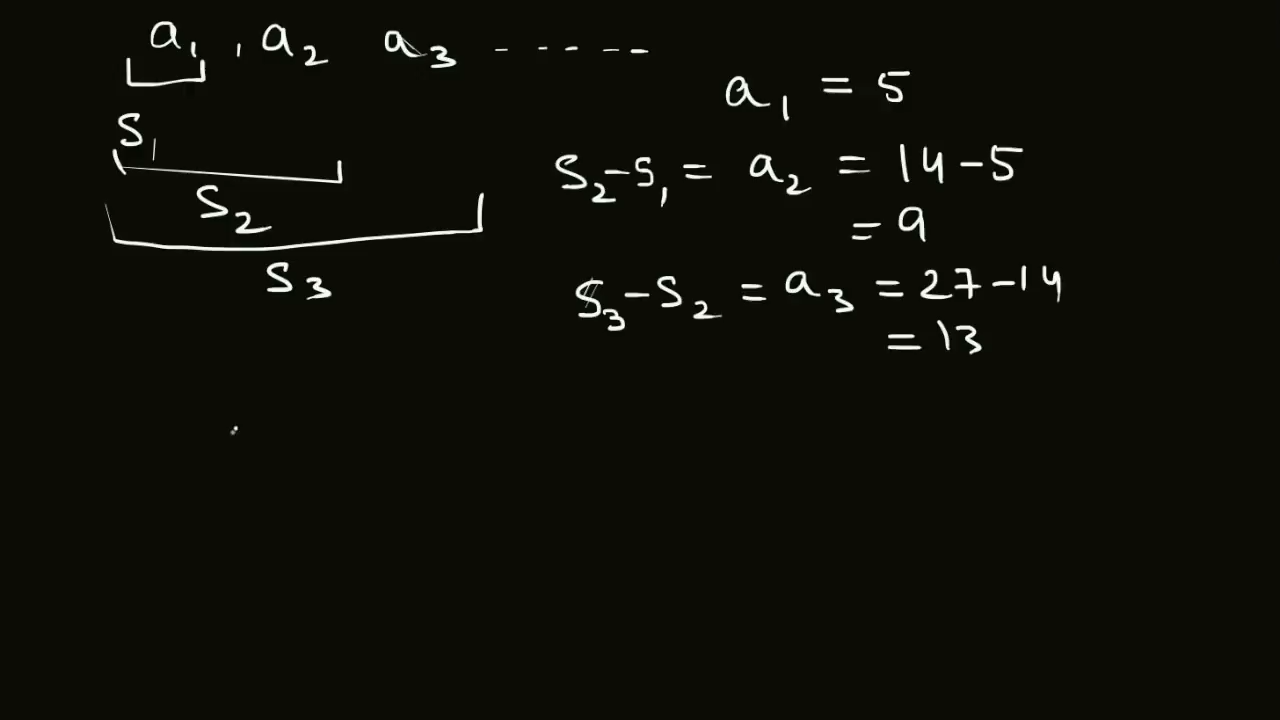 a₁ , a₂ a₃ - - - - -
S₁
S₂
S₃
a₁ = 5
S₂-S₁ = a₂ = 14-5
= 9
S₃-S₂ = a₃ = 27-14
= 13